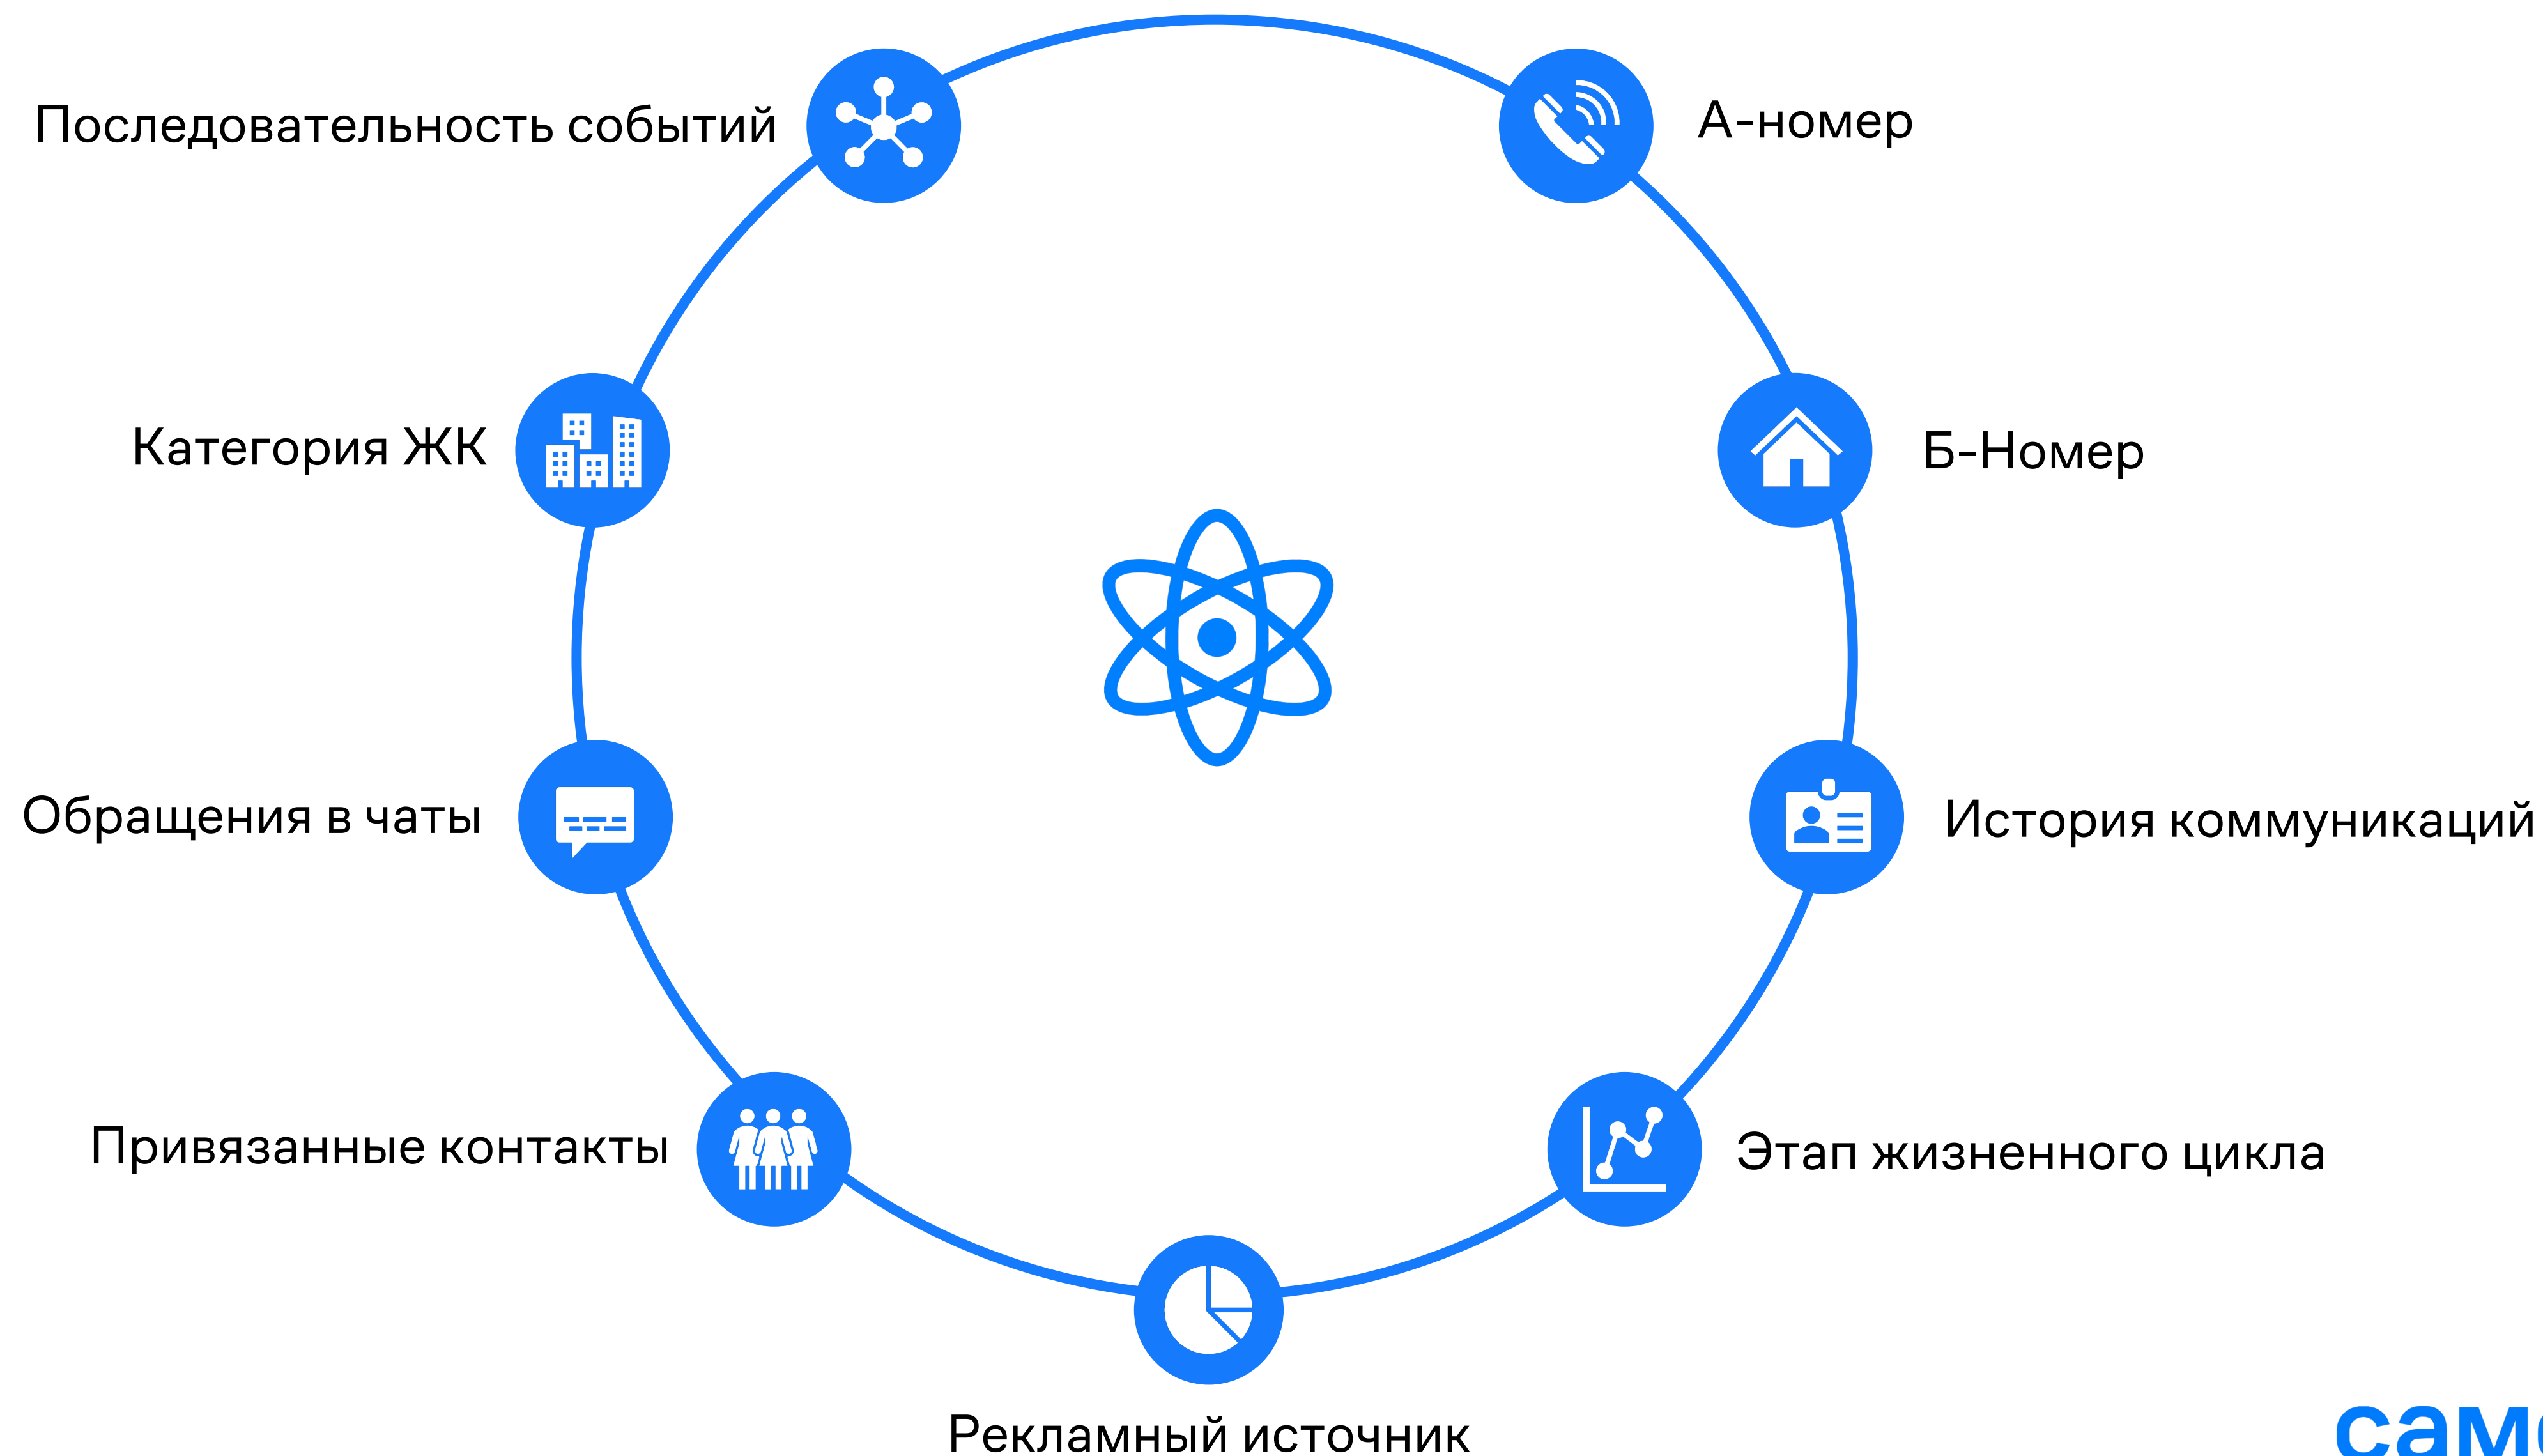 Последовательность событий
А-номер
Категория ЖК
Б-Номер
Обращения в чаты
История коммуникаций
Привязанные контакты
Этап жизненного цикла
Рекламный источник